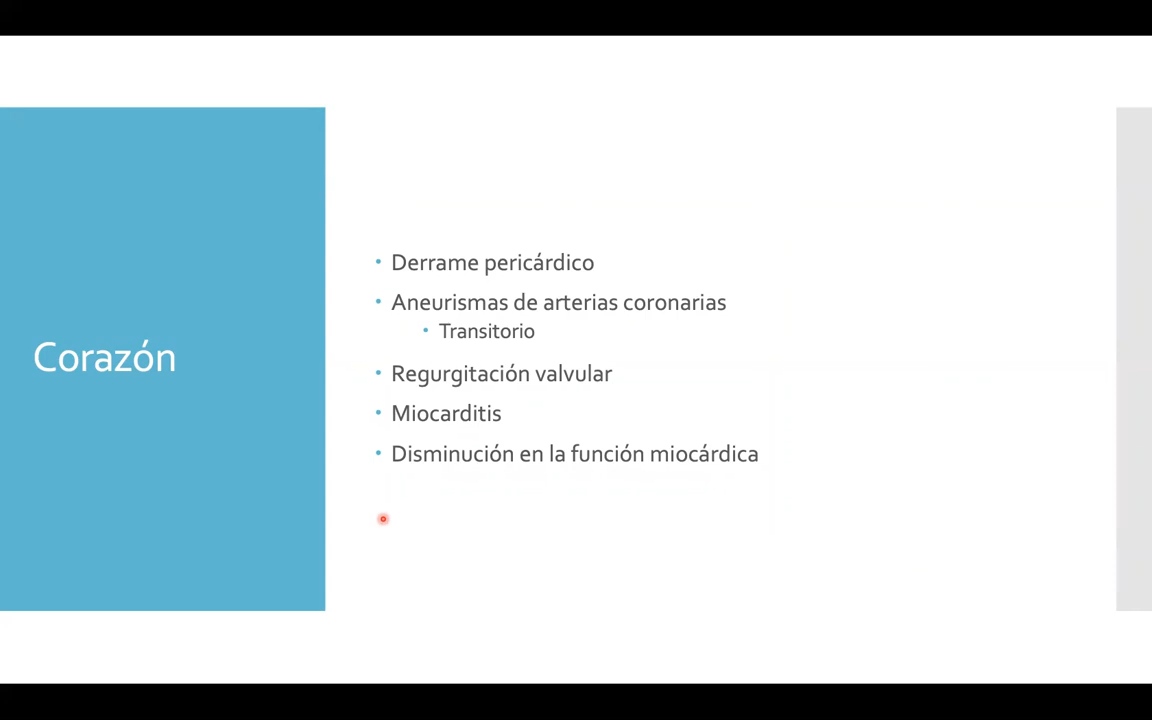 Corazón
• Derrame pericárdico
• Aneurismas de arterias coronarias
• Transitorio
• Regurgitación valvular
• Miocarditis
• Disminución en la función miocárdica